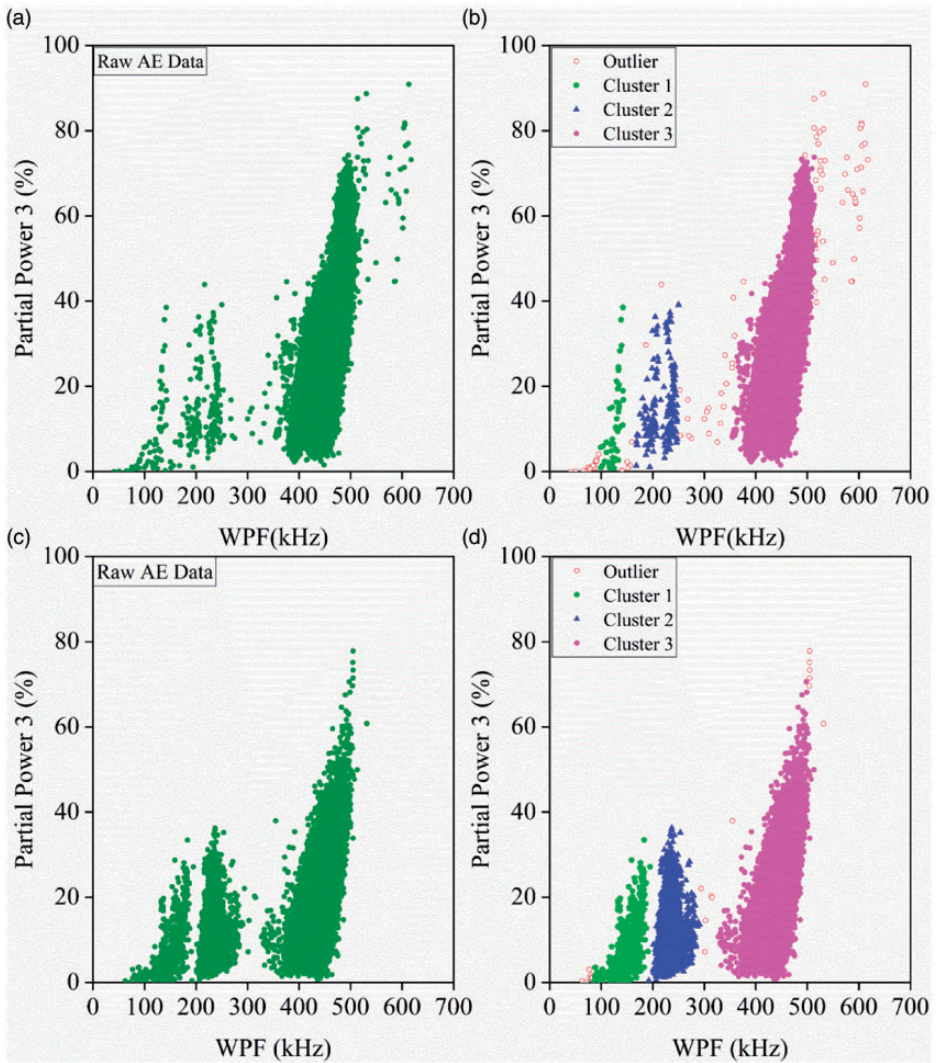 (a)
Raw AE Data
Partial Power 3 (%)
100
80
60
40
20
0
0 100 200 300 400 500 600 700
WPF(kHz)
(b)
Outlier
Cluster 1
Cluster 2
Cluster 3
Partial Power 3 (%)
100
80
60
40
20
0
0 100 200 300 400 500 600 700
WPF(kHz)
(c)
Raw AE Data
Partial Power 3 (%)
100
80
60
40
20
0
0 100 200 300 400 500 600 700
WPF (kHz)
(d)
Outlier
Cluster 1
Cluster 2
Cluster 3
Partial Power 3 (%)
100
80
60
40
20
0
0 100 200 300 400 500 600 700
WPF (kHz)